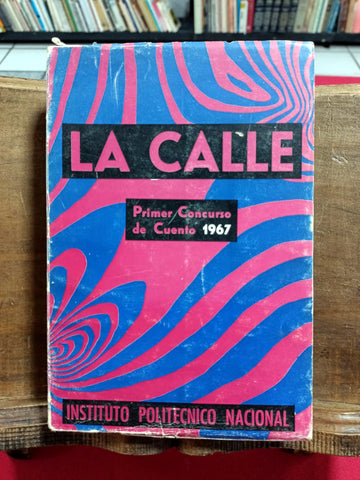 LA CALLE
Primer Concurso
de Cuento 1967
INSTITUTO POLITECNICO NACIONAL